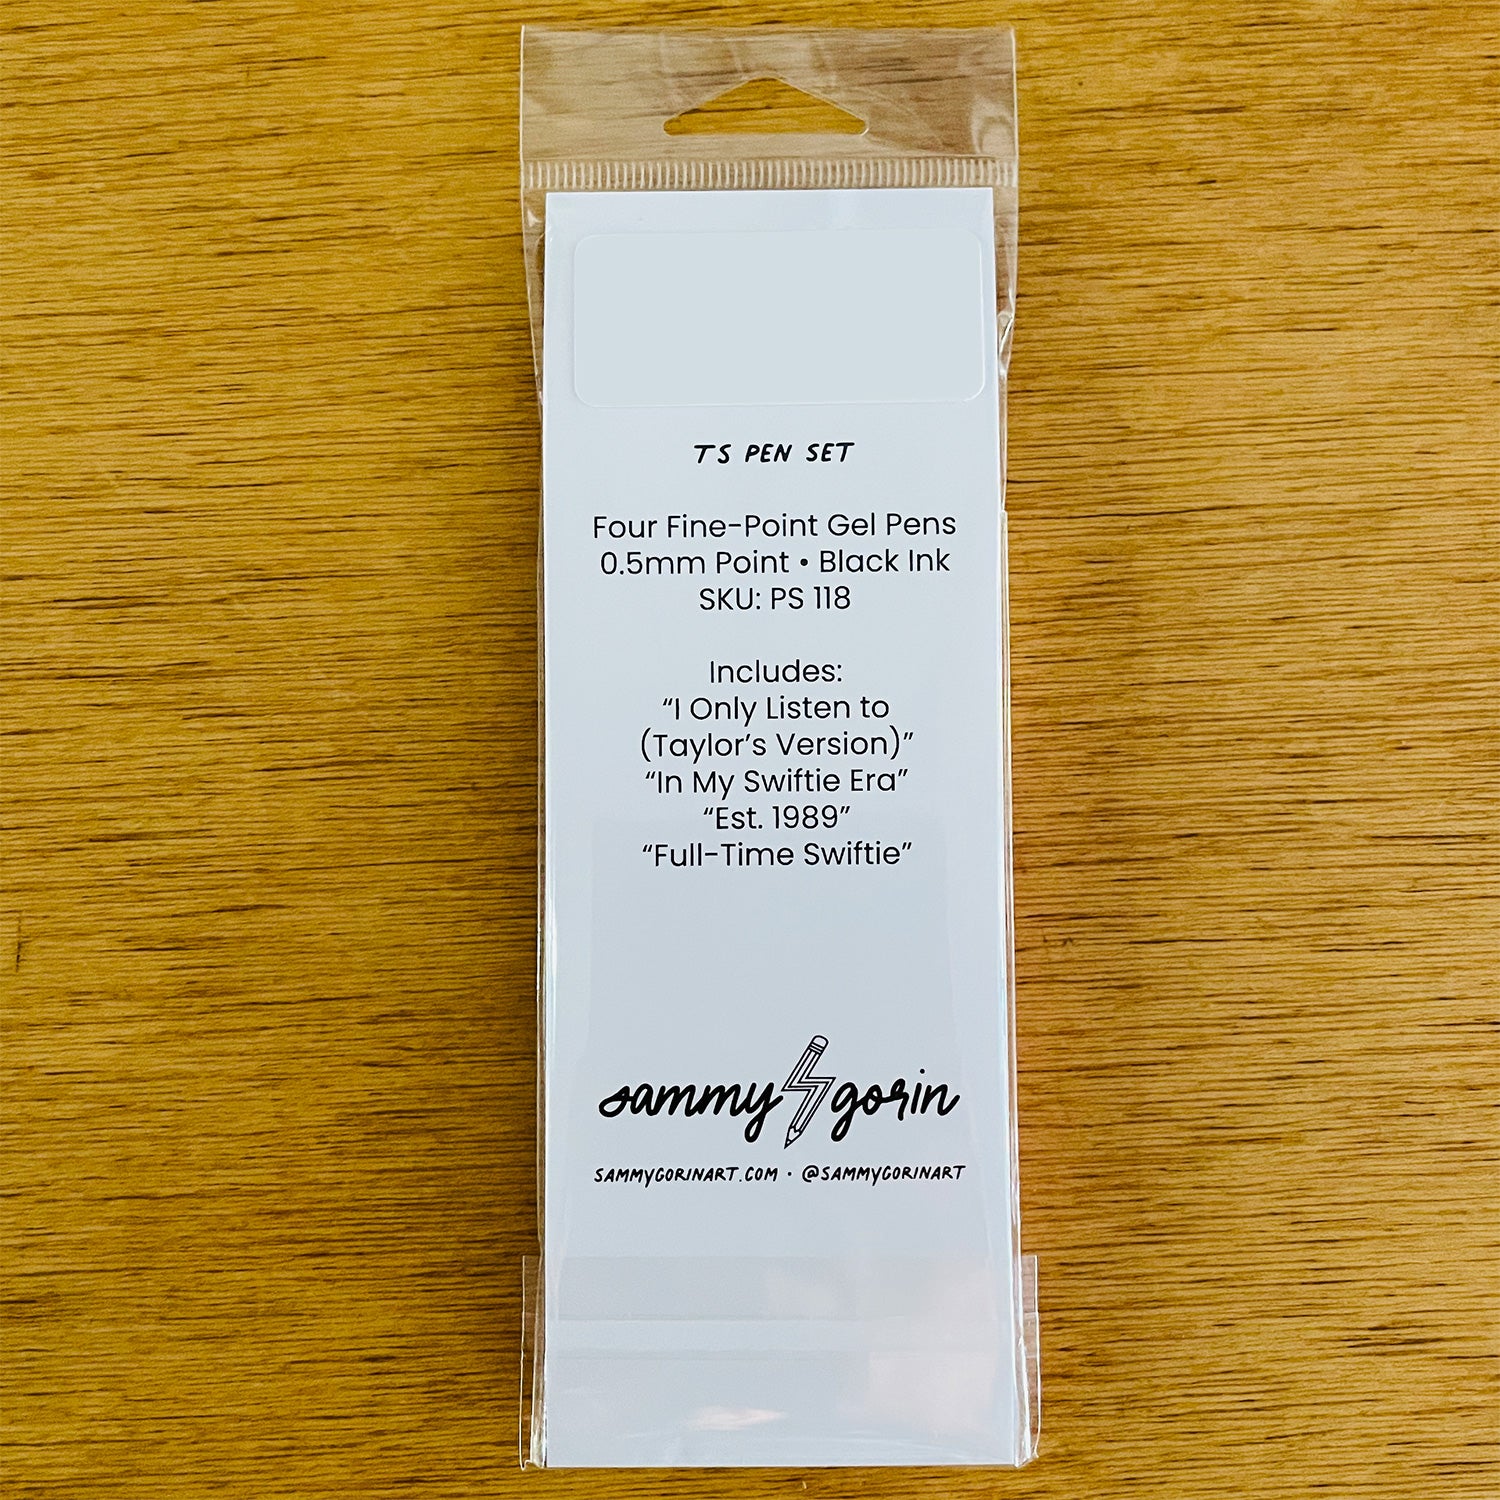 TS PEN SET
Four Fine-Point Gel Pens
0.5mm Point • Black Ink
SKU: PS 118
Includes:
“I Only Listen to
(Taylor’s Version)”
“In My Swiftie Era”
“Est. 1989”
“Full-Time Swiftie”
sammy gorin
SAMMYGORINART.COM • @SAMMYGORINART